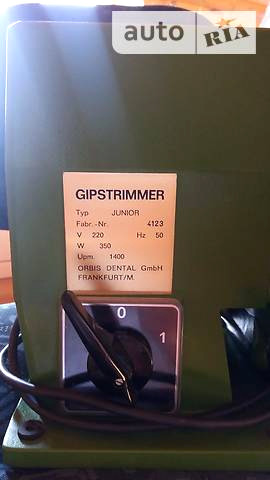 auto RIA
GIPSTRIMMER
Typ JUNIOR
Fabr.-Nr. 4123
V 220 Hz 50
W 350
Upm. 1400
ORBIS DENTAL GmbH
FRANKFURT/M.
0
1